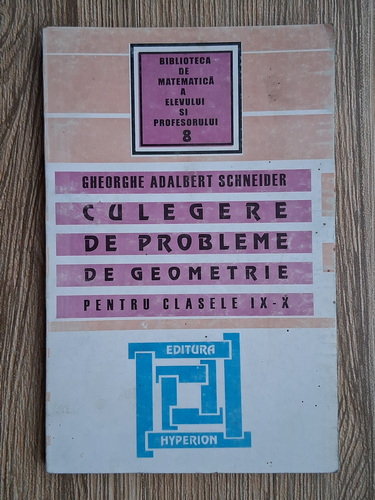 BIBLIOTECA
DE
MATEMATICĂ
A
ELEVULUI
SI
PROFESORULUI
8
GHEORGHE ADALBERT SCHNEIDER
CULEGERE
DE PROBLEME
DE GEOMETRIE
PENTRU CLASELE IX-X
EDITURA
HYPERION